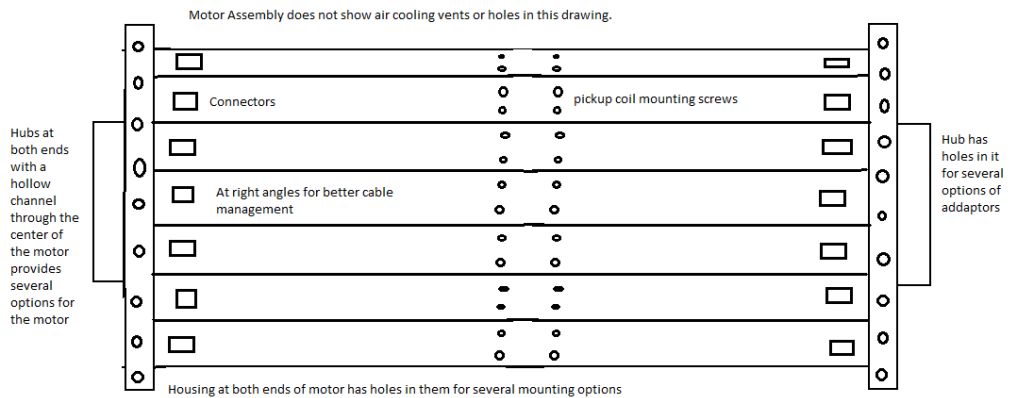 Motor Assembly does not show air cooling vents or holes in this drawing.
Connectors
pickup coil mounting screws
Hubs at
both ends
with a
hollow
channel
through the
center of
the motor
provides
several
options for
the motor
At right angles for better cable
management
Hub has
holes in it
for several
options of
addaptors
Housing at both ends of motor has holes in them for several mounting options